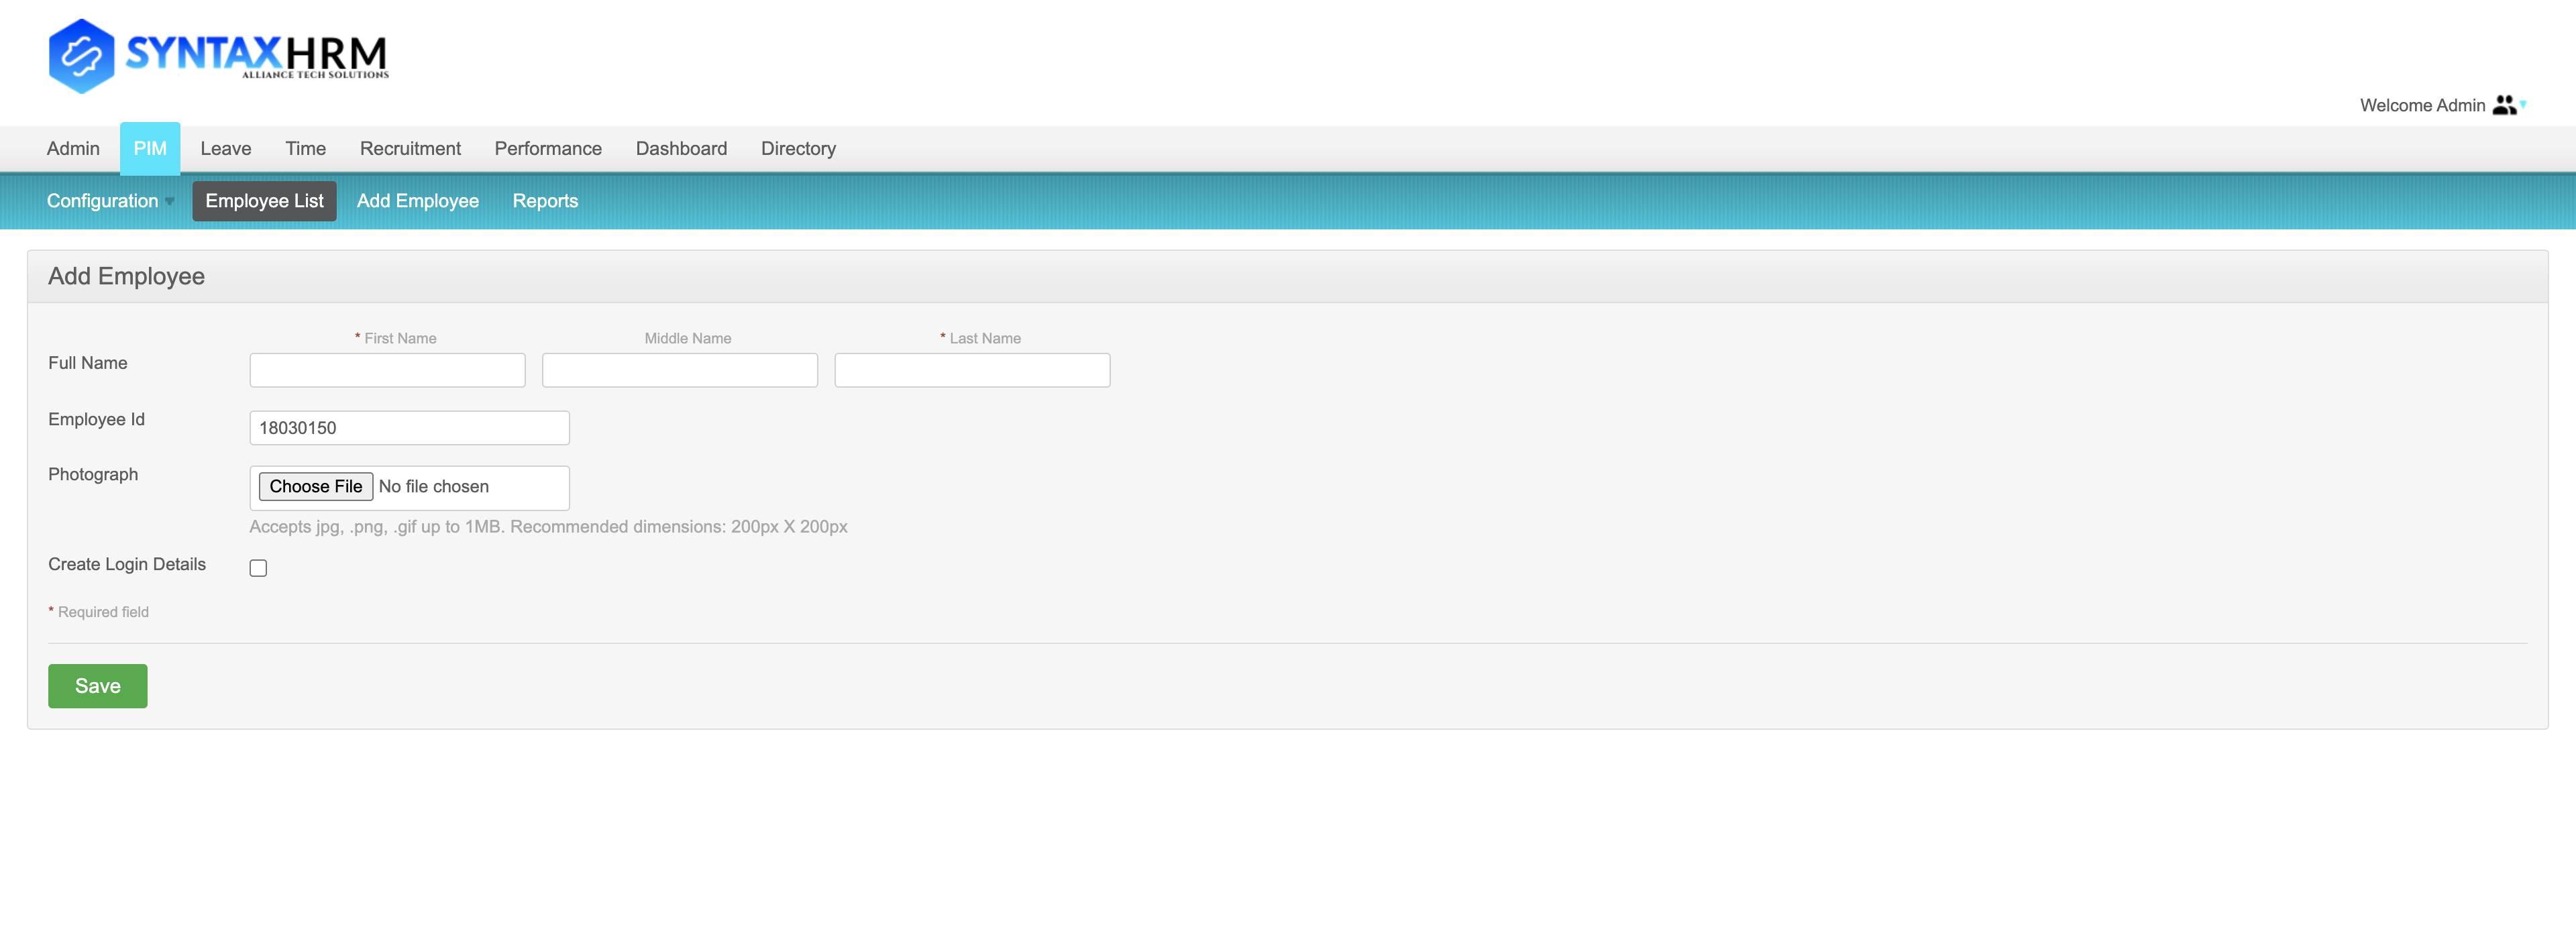 SYNTAXHRM
ALLIANCE TECH SOLUTIONS
Welcome Admin
Admin PIM Leave Time Recruitment Performance Dashboard Directory
Configuration Employee List Add Employee Reports
Add Employee
* First Name Middle Name * Last Name
Full Name
Employee Id 18030150
Photograph Choose File No file chosen
Accepts jpg, .png, .gif up to 1MB. Recommended dimensions: 200px X 200px
Create Login Details
* Required field
Save